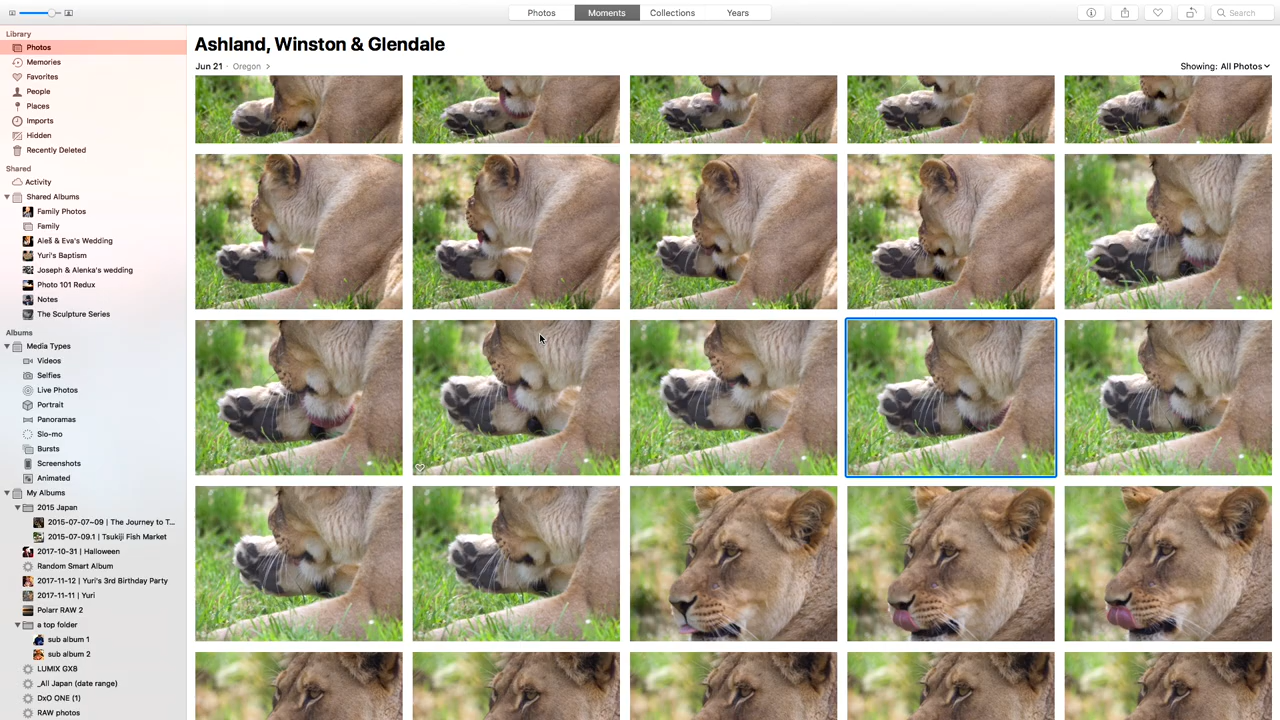 Photos Moments Collections Years Search
Library
Photos
Memories
Favorites
People
Places
Imports
Hidden
Recently Deleted
Shared
Activity
Shared Albums
Family Photos
Family
Aleš & Eva's Wedding
Yuri's Baptism
Joseph & Alenka's wedding
Photo 101 Redux
Notes
The Sculpture Series
Albums
Media Types
Videos
Selfies
Live Photos
Portrait
Panoramas
Slo-mo
Bursts
Screenshots
Animated
My Albums
2015 Japan
2015-07-07~09 | The Journey to T...
2015-07-09.1 | Tsukiji Fish Market
2017-10-31 | Halloween
Random Smart Album
2017-11-12 | Yuri's 3rd Birthday Party
2017-11-11 | Yuri
Polarr RAW 2
a top folder
sub album 1
sub album 2
LUMIX GX8
_All Japan (date range)
DxO ONE (1)
RAW photos
Ashland, Winston & Glendale
Jun 21 · Oregon >
Showing: All Photos